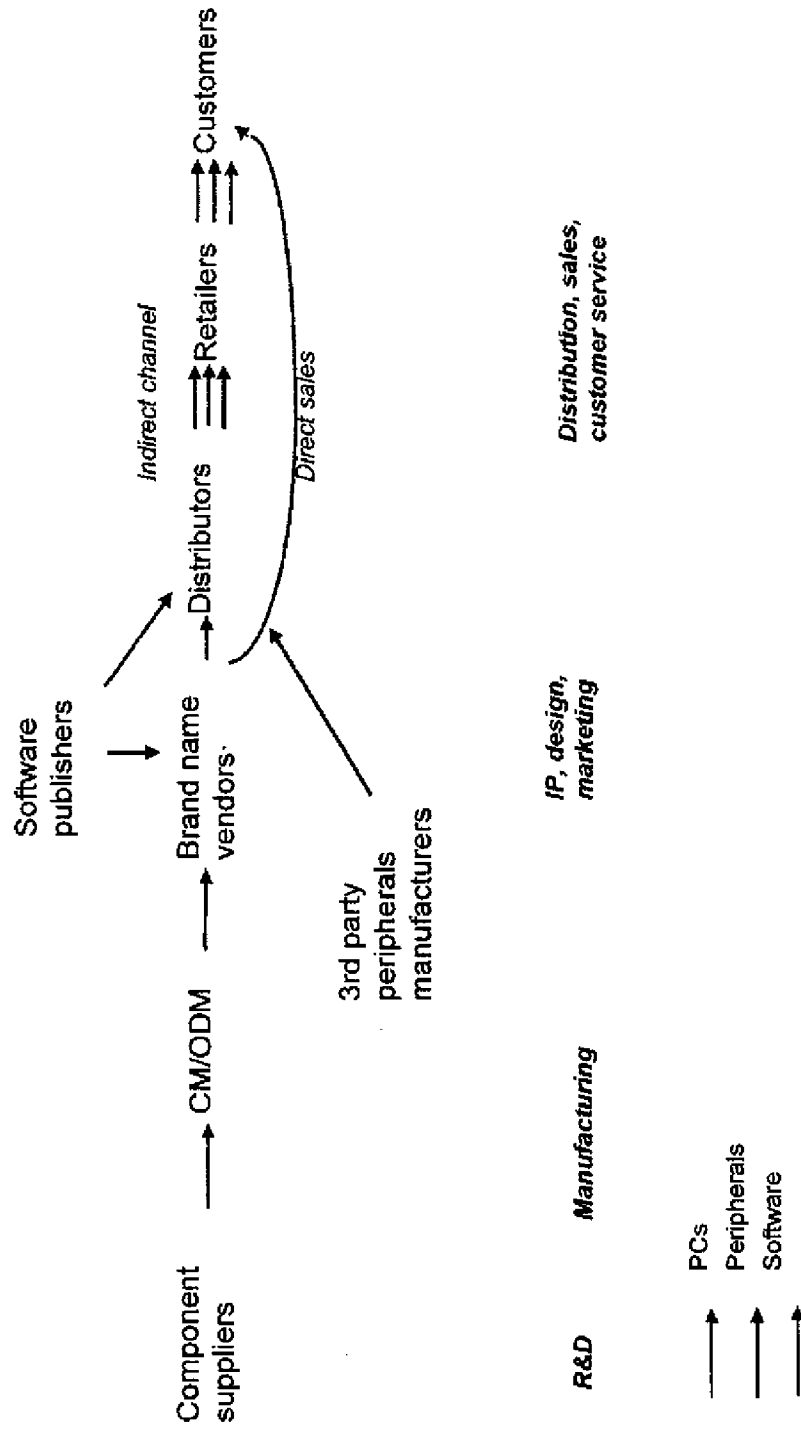 Software
publishers
Indirect channel
Component
suppliers
CM/ODM
Brand name
vendors
Distributors
Retailers
Customers
Direct sales
3rd party
peripherals
manufacturers
R&D
Manufacturing
IP, design,
marketing
Distribution, sales,
customer service
PCs
Peripherals
Software